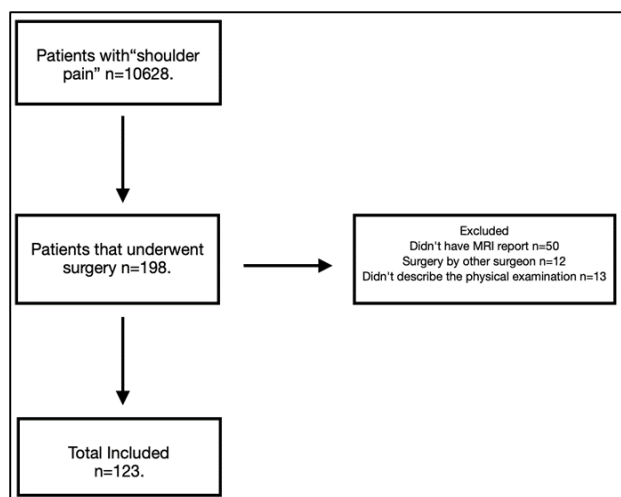 Patients with“shoulder
pain” n=10628.
Patients that underwent
surgery n=198.
Excluded
Didn't have MRI report n=50
Surgery by other surgeon n=12
Didn't describe the physical examination n=13
Total Included
n=123.